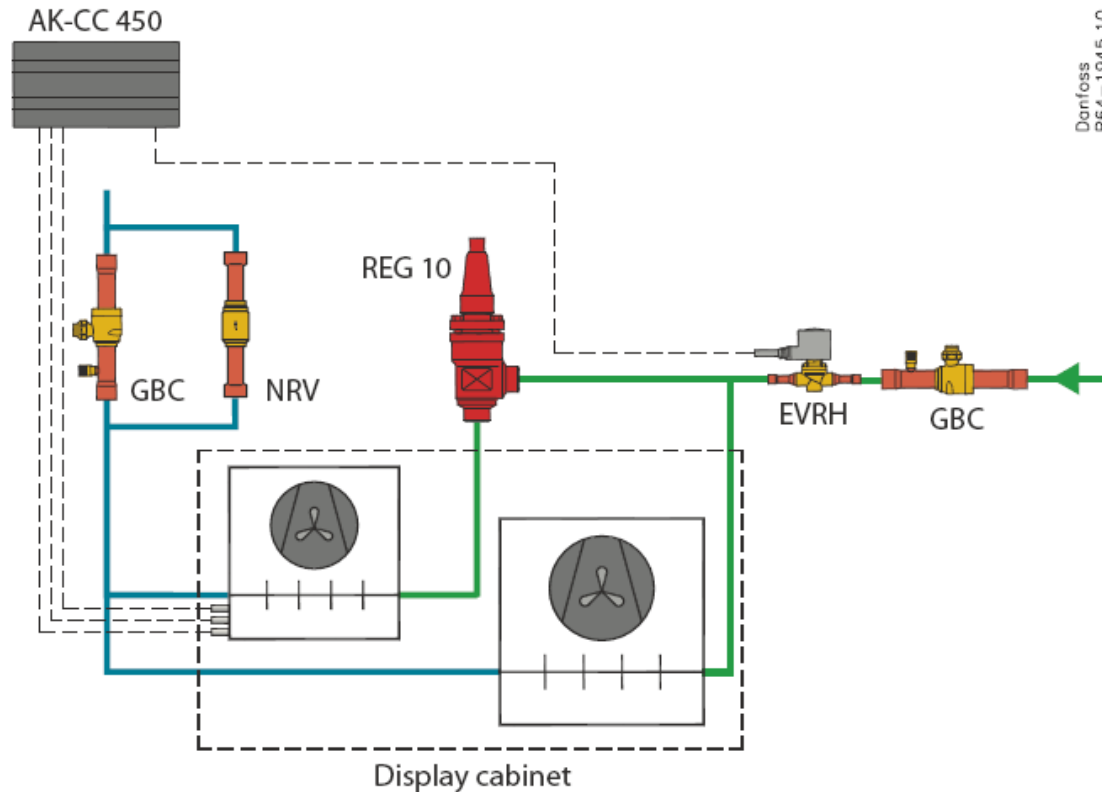 AK-CC 450
Danfoss
REG 10
GBC
NRV
EVRH
GBC
Display cabinet